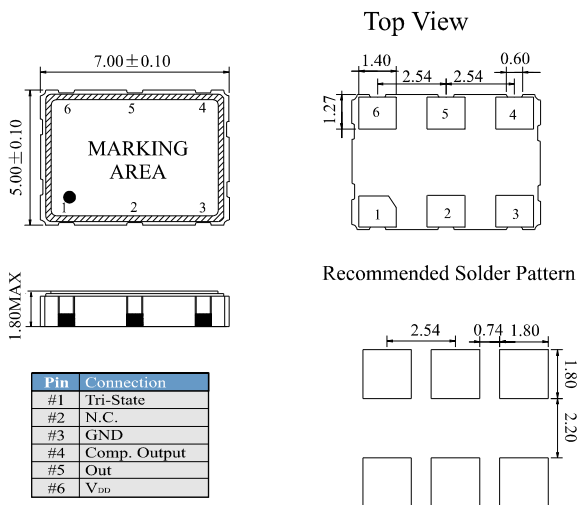 Top View
7.00±0.10
5.00±0.10
6 5 4
MARKING
AREA
1 2 3
1.40
0.60
2.54 2.54
1.27
6 5 4
1 2 3
1.80MAX
Recommended Solder Pattern
2.54 0.74 1.80
1.80
2.20
Pin Connection
#1 Tri-State
#2 N.C.
#3 GND
#4 Comp. Output
#5 Out
#6 VDD